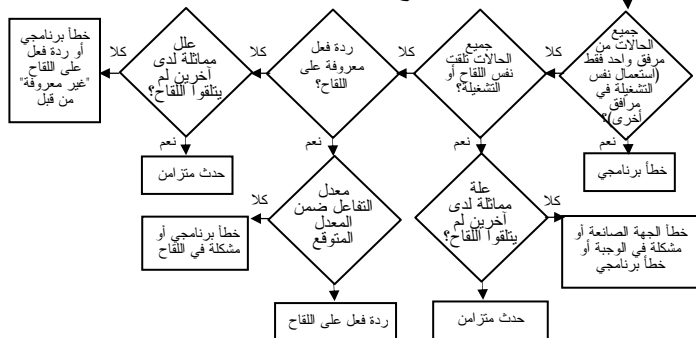 جميع
الحالات من
مرفق واحد فقط
(استعمال نفس
التشغيلة في
مرافق
أخرى)؟
كلا
جميع
الحالات تلقت
نفس اللقاح أو
التشغيلة؟
كلا
ردة فعل
معروفة على
اللقاح؟
كلا
علل
مماثلة لدى
آخرين لم
يتلقوا اللقاح؟
كلا
خطأ برنامجي
أو ردة فعل
على اللقاح
"غير معروفة"
من قبل
نعم
نعم
نعم
نعم
خطأ برنامجي
علة
مماثلة لدى
آخرين لم
يتلقوا اللقاح؟
معدل
التفاعل ضمن
المعدل
المتوقع
حدث متزامن
كلا
خطأ الجهة الصانعة أو
مشكلة في الوجبة أو
خطأ برنامجي
كلا
خطأ برنامجي أو
مشكلة في اللقاح
نعم
نعم
حدث متزامن
ردة فعل على اللقاح